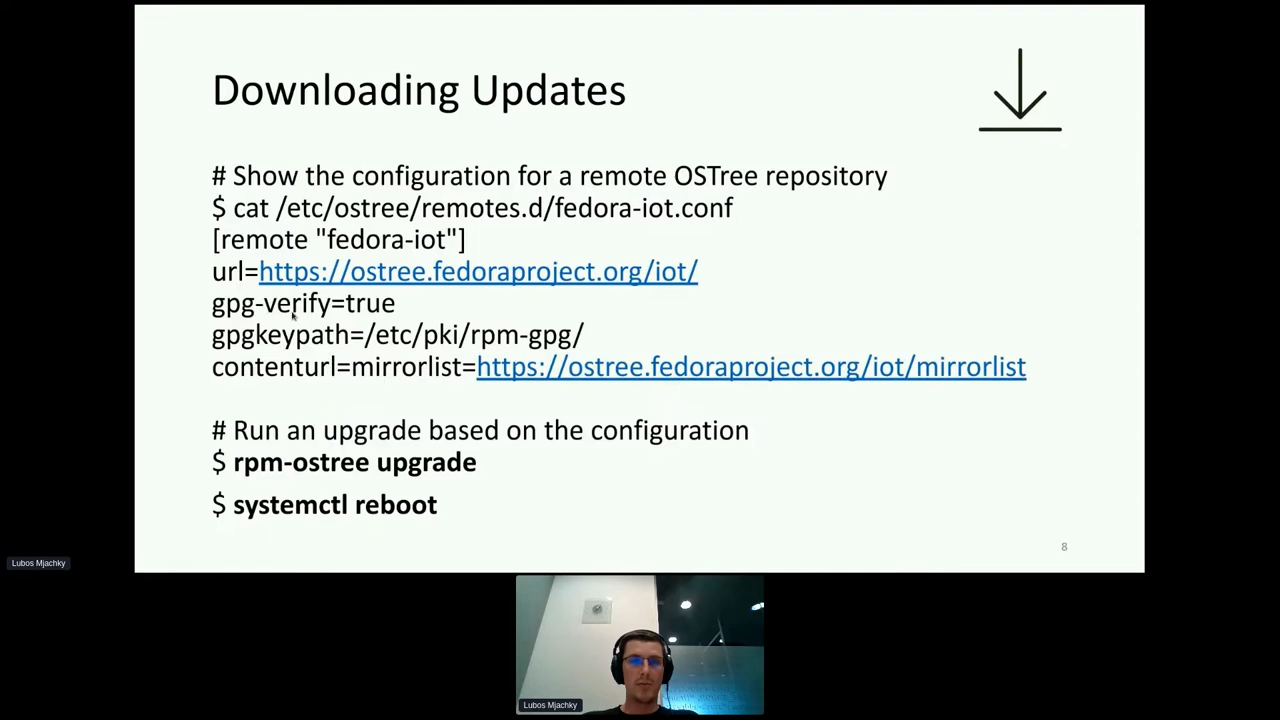 Downloading Updates
# Show the configuration for a remote OSTree repository
$ cat /etc/ostree/remotes.d/fedora-iot.conf
[remote "fedora-iot"]
url=https://ostree.fedoraproject.org/iot/
gpg-verify=true
gpgkeypath=/etc/pki/rpm-gpg/
contenturl=mirrorlist=https://ostree.fedoraproject.org/iot/mirrorlist
# Run an upgrade based on the configuration
$ rpm-ostree upgrade
$ systemctl reboot
8
Lubos Mjachky
Lubos Mjachky